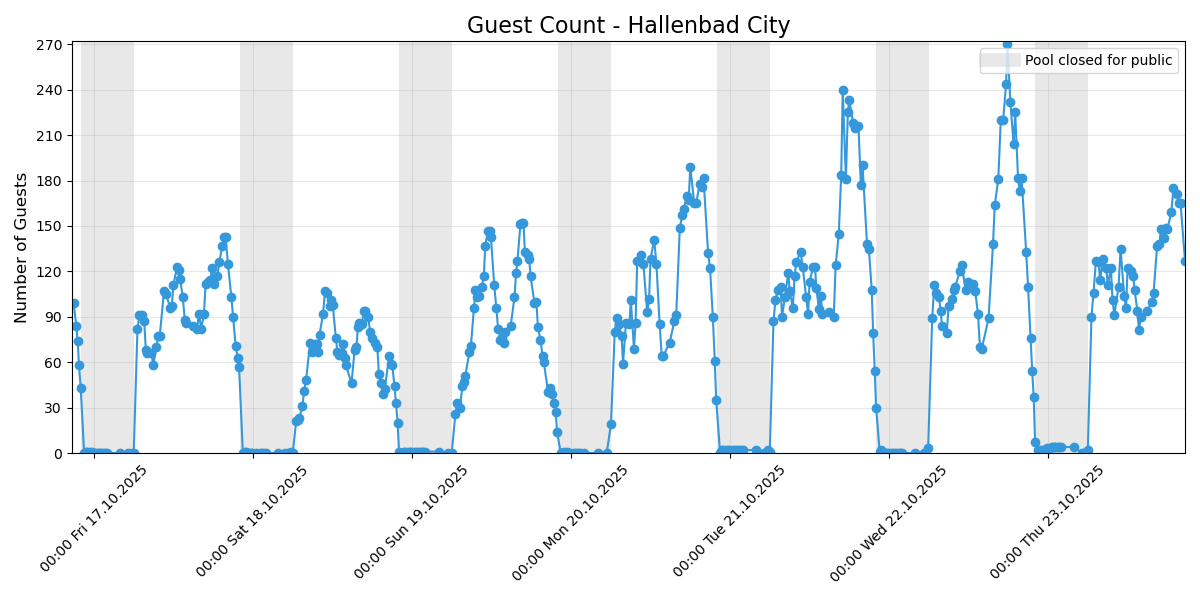 Guest Count - Hallenbad City
Pool closed for public
Number of Guests
270
240
210
180
150
120
90
60
30
0
00:00 Fri 17.10.2025
00:00 Sat 18.10.2025
00:00 Sun 19.10.2025
00:00 Mon 20.10.2025
00:00 Tue 21.10.2025
00:00 Wed 22.10.2025
00:00 Thu 23.10.2025